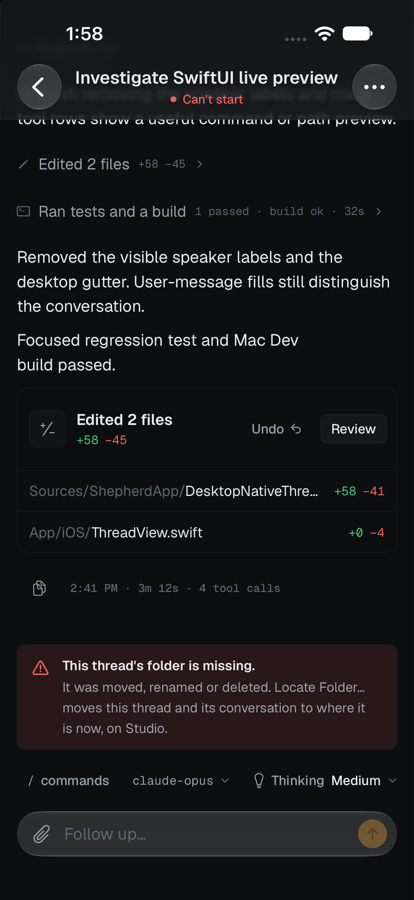 1:58
Investigate SwiftUI live preview
Can't start
tool rows show a useful command or path preview.
Edited 2 files +58 −45
Ran tests and a build 1 passed · build ok · 32s
Removed the visible speaker labels and the
desktop gutter. User-message fills still distinguish
the conversation.
Focused regression test and Mac Dev
build passed.
Edited 2 files
+58 −45
Undo
Review
Sources/ShepherdApp/DesktopNativeThre... +58 −41
App/iOS/ThreadView.swift +0 −4
2:41 PM · 3m 12s · 4 tool calls
This thread's folder is missing.
It was moved, renamed or deleted. Locate Folder...
moves this thread and its conversation to where it
is now, on Studio.
/ commands claude-opus Thinking Medium
Follow up...